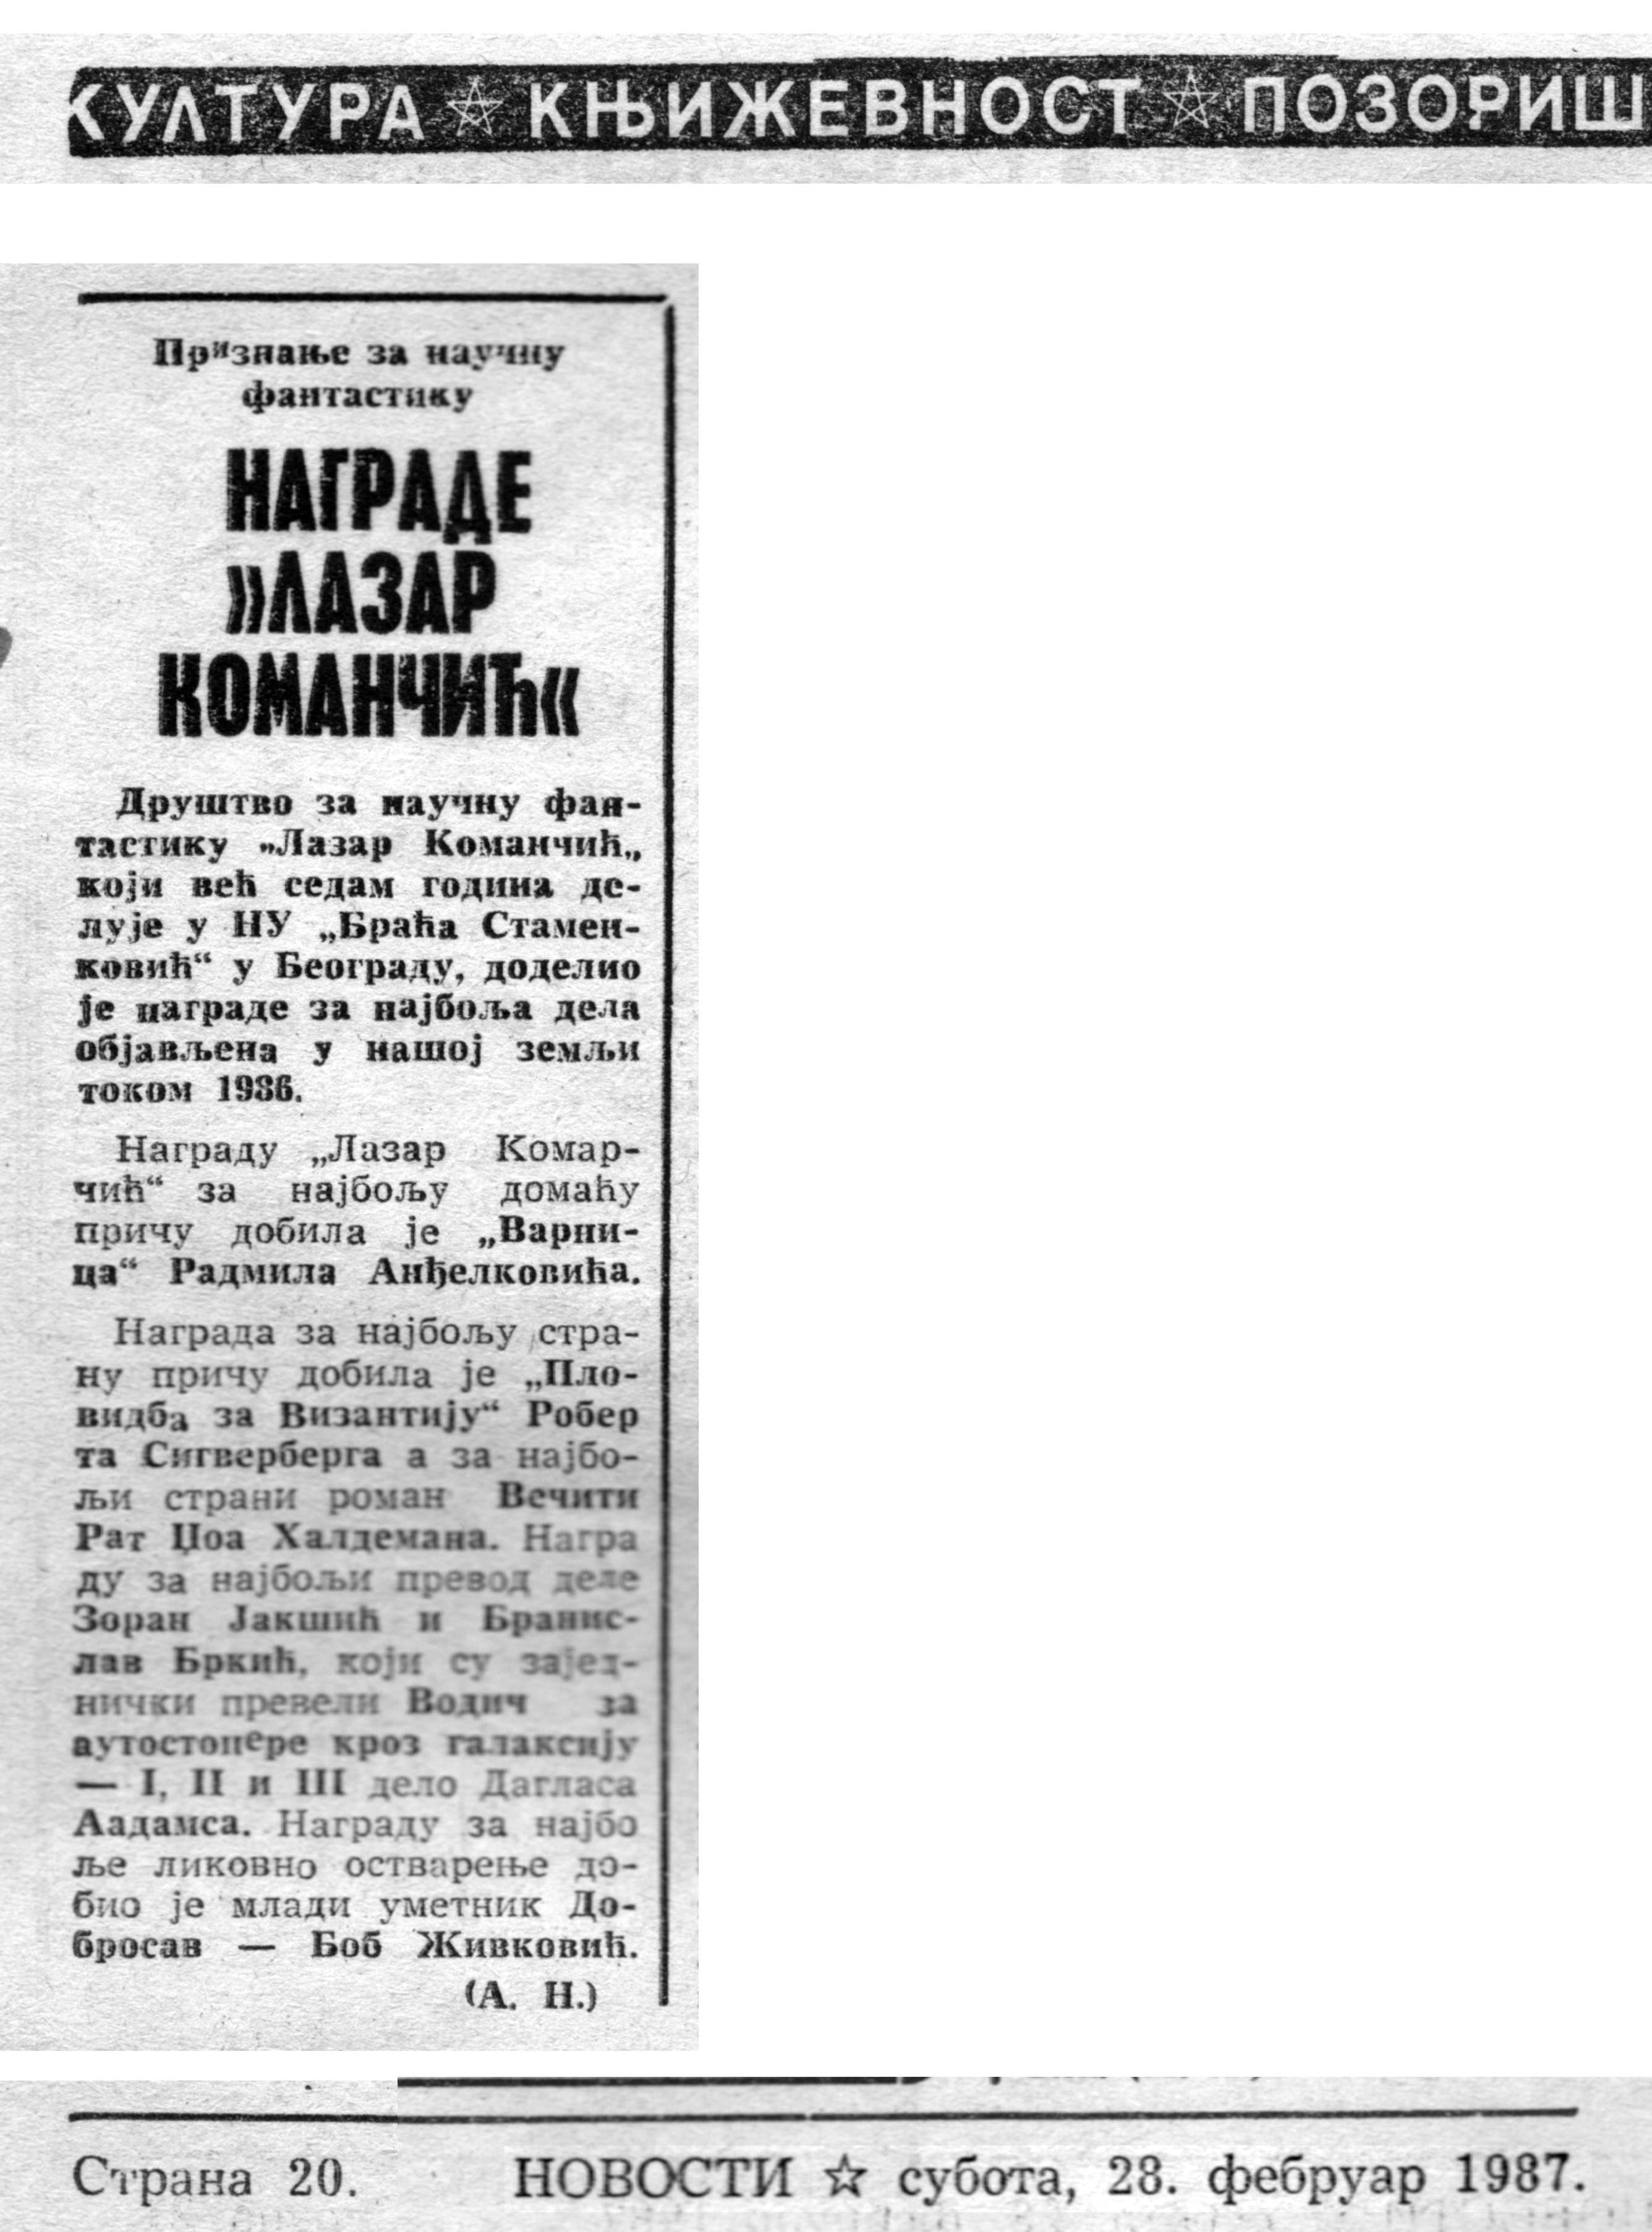 КУЛТУРА ☆ КЊИЖЕВНОСТ ☆ ПОЗОРИШ
Признање за научну
фантастику
НАГРАДЕ
»ЛАЗАР
КОМАНЧИЋ«
Друштво за научну фан-
тастику „Лазар Команчић„
који већ седам година де-
лује у НУ „Браћа Стамен-
ковић“ у Београду, доделио
је награде за најбоља дела
објављена у нашој земљи
током 1986.
Награду „Лазар Комар-
чић“ за најбољу домаћу
причу добила је „Варни-
ца“ Радмила Анђелковића.
Награда за најбољу стра-
ну причу добила је „Пло-
видба за Византију“ Робер
та Сигверберга а за најбо-
љи страни роман Вечити
Рат Џоа Халдемана. Награ
ду за најбољи превод деле
Зоран Јакшић и Бранис-
лав Бркић, који су зајед-
нички превели Водич за
аутостопере кроз галаксију
— I, II и III дело Дагласа
Аадамса. Награду за најбо
ље ликовно остварење до-
био је млади уметник До-
бросав — Боб Живковић.
(А. Н.)
Страна 20. НОВОСТИ ☆ субота, 28. фебруар 1987.